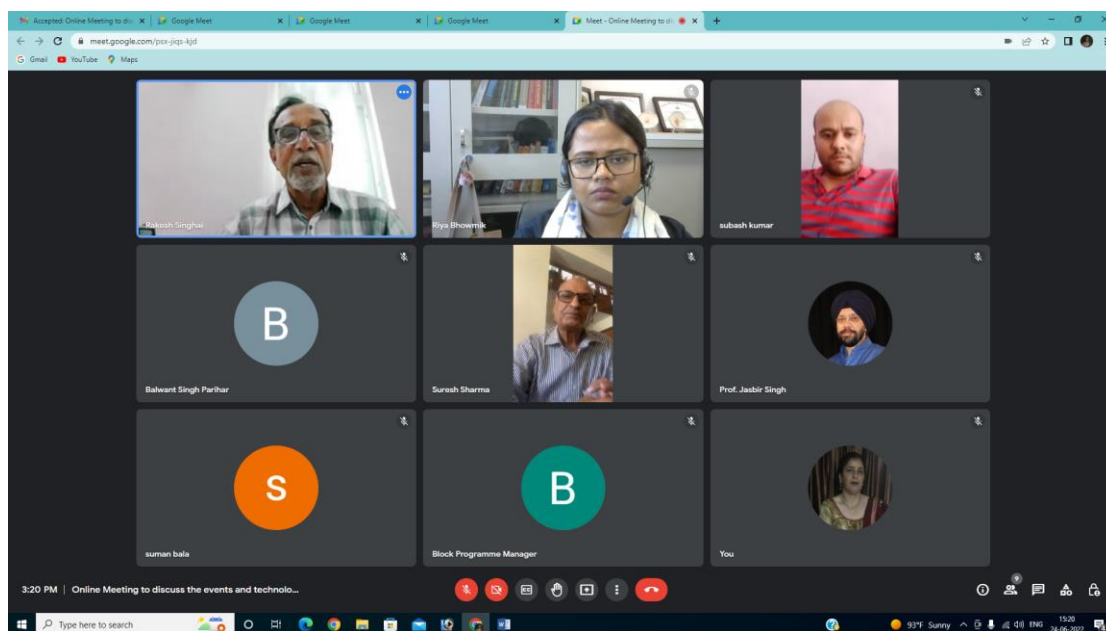 Accepted: Online Meeting to dis
Google Meet
Google Meet
Google Meet
Meet - Online Meeting to di
meet.google.com/psx-jiqs-kjd
Gmail YouTube Maps
Rakesh Singhai
Riya Bhowmik
subash kumar
B
Balwant Singh Parihar
Suresh Sharma
Prof. Jasbir Singh
S
suman bala
B
Block Programme Manager
You
3:20 PM | Online Meeting to discuss the events and technolo...
9
Type here to search
93°F Sunny
ENG
15:20
24-06-2022